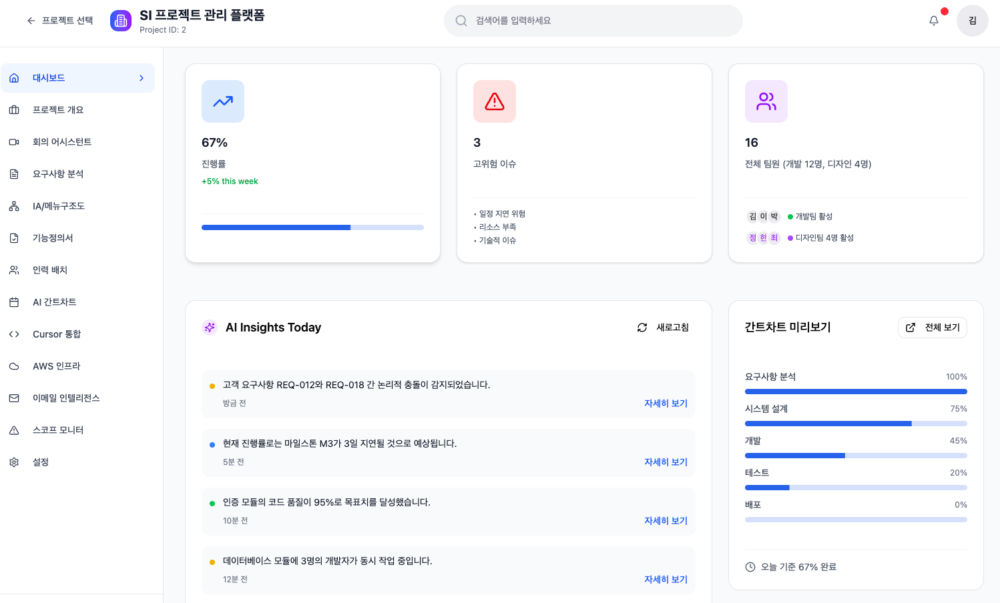 프로젝트 선택
SI 프로젝트 관리 플랫폼
Project ID: 2
검색어를 입력하세요
김
대시보드
프로젝트 개요
회의 어시스턴트
요구사항 분석
IA/메뉴구조도
기능정의서
인력 배치
AI 간트차트
Cursor 통합
AWS 인프라
이메일 인텔리전스
스코프 모니터
설정
67%
진행률
+5% this week
3
고위험 이슈
• 일정 지연 위험
• 리소스 부족
• 기술적 이슈
16
전체 팀원 (개발 12명, 디자인 4명)
김 이 박 개발팀 활성
정 한 최 디자인팀 4명 활성
AI Insights Today
새로고침
고객 요구사항 REQ-012와 REQ-018 간 논리적 충돌이 감지되었습니다.
방금 전
자세히 보기
현재 진행률로는 마일스톤 M3가 3일 지연될 것으로 예상됩니다.
5분 전
자세히 보기
인증 모듈의 코드 품질이 95%로 목표치를 달성했습니다.
10분 전
자세히 보기
데이터베이스 모듈에 3명의 개발자가 동시 작업 중입니다.
12분 전
자세히 보기
간트차트 미리보기
전체 보기
요구사항 분석 100%
시스템 설계 75%
개발 45%
테스트 20%
배포 0%
오늘 기준 67% 완료